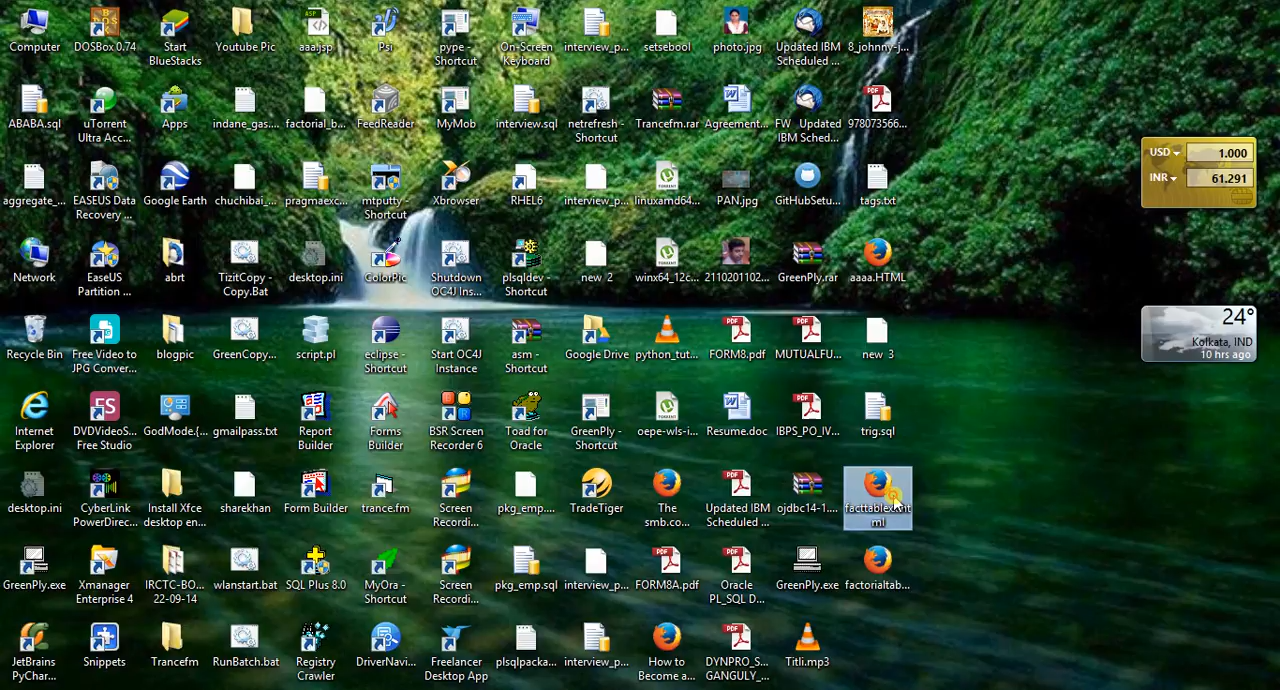 Computer
DOSBox 0.74
Start
BlueStacks
Youtube Pic
aaa.jsp
Psi
pype -
Shortcut
On-Screen
Keyboard
interview_p...
setsebool
photo.jpg
Updated IBM
Scheduled ...
8_johnny-j...
ABABA.sql
uTorrent
Ultra Acc...
Apps
indane_gas....
factorial_b...
FeedReader
MyMob
interview.sql
netrefresh -
Shortcut
Trancefm.rar
Agreement...
FW   Updated
IBM Sched...
978073566...
aggregate_...
EASEUS Data
Recovery ...
Google Earth
chuchibai_...
pragmaexc...
mtputty -
Shortcut
Xbrowser
RHEL6
interview_p...
linuxamd64...
PAN.jpg
GitHubSetu...
tags.txt
USD
1.000
INR
61.291
Network
EaseUS
Partition ...
abrt
TizitCopy -
Copy.Bat
desktop.ini
ColorPic
Shutdown
OC4J Ins...
plsqldev -
Shortcut
new 2
winx64_12c...
2110201102...
GreenPly.rar
aaaa.HTML
Recycle Bin
Free Video to
JPG Conver...
blogpic
GreenCopy...
script.pl
eclipse -
Shortcut
Start OC4J
Instance
asm -
Shortcut
Google Drive
python_tut...
FORM8.pdf
MUTUALFU...
new 3
24°
Kolkata, IND
10 hrs ago
Internet
Explorer
DVDVideoS...
Free Studio
GodMode.{...
gmailpass.txt
Report
Builder
Forms
Builder
BSR Screen
Recorder 6
Toad for
Oracle
GreenPly -
Shortcut
oepe-wls-i...
Resume.doc
IBPS_PO_IV...
trig.sql
desktop.ini
CyberLink
PowerDirec...
Install Xfce
desktop en...
sharekhan
Form Builder
trance.fm
Screen
Recordi...
pkg_emp....
TradeTiger
The
smb.co...
Updated IBM
Scheduled ...
ojdbc14-1....
GreenPly.exe
Xmanager
Enterprise 4
IRCTC-BO...
22-09-14
wlanstart.bat
SQL Plus 8.0
MyOra -
Shortcut
Screen
Recordi...
pkg_emp.sql
interview_p...
FORM8A.pdf
Oracle
PL_SQL D...
GreenPly.exe
factorialtab...
JetBrains
PyChar...
Snippets
Trancefm
RunBatch.bat
Registry
Crawler
DriverNavi...
Freelancer
Desktop App
plsqlpacka...
interview_p...
How to
Become a...
DYNPRO_S...
GANGULY_...
Titli.mp3